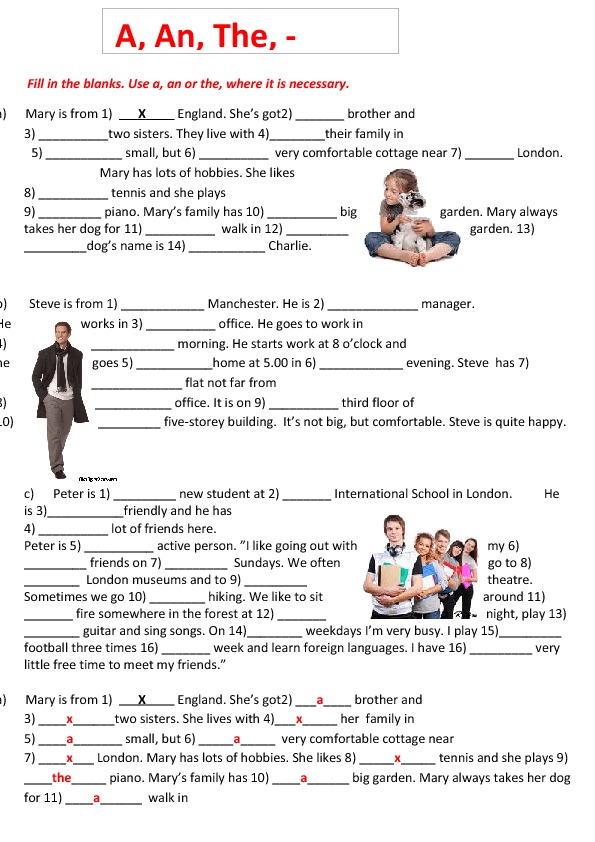 A, An, The, -
Fill in the blanks. Use a, an or the, where it is necessary.
) Mary is from 1) ___X____ England. She's got2) _______ brother and
3) __________two sisters. They live with 4)________their family in
5) ___________ small, but 6) __________ very comfortable cottage near 7) _______ London.
Mary has lots of hobbies. She likes
8) __________ tennis and she plays
9) _________ piano. Mary's family has 10) __________ big garden. Mary always
takes her dog for 11) __________ walk in 12) _________ garden. 13)
_________dog's name is 14) ___________ Charlie.
) Steve is from 1) ____________ Manchester. He is 2) _____________ manager.
He works in 3) __________ office. He goes to work in
4) ____________ morning. He starts work at 8 o'clock and
he goes 5) ___________home at 5.00 in 6) ____________ evening. Steve has 7)
_____________ flat not far from
8) ___________ office. It is on 9) __________ third floor of
10) _________ five-storey building. It's not big, but comfortable. Steve is quite happy.
c) Peter is 1) _________ new student at 2) _______ International School in London. He
is 3)___________friendly and he has
4) __________ lot of friends here.
Peter is 5) __________ active person. "I like going out with my 6)
_________ friends on 7) _________ Sundays. We often go to 8)
________ London museums and to 9) _________ theatre.
Sometimes we go 10) _______ hiking. We like to sit around 11)
_______ fire somewhere in the forest at 12) _______ night, play 13)
________ guitar and sing songs. On 14)________ weekdays I'm very busy. I play 15)_________
football three times 16) _______ week and learn foreign languages. I have 16) _________ very
little free time to meet my friends."
) Mary is from 1) ___X____ England. She's got2) ___a____ brother and
3) ____x______two sisters. She lives with 4)___x_____ her family in
5) ____a_______ small, but 6) _____a_____ very comfortable cottage near
7) ____x___ London. Mary has lots of hobbies. She likes 8) _____x_____ tennis and she plays 9)
____the_____ piano. Mary's family has 10) ____a______ big garden. Mary always takes her dog
for 11) ____a______ walk in